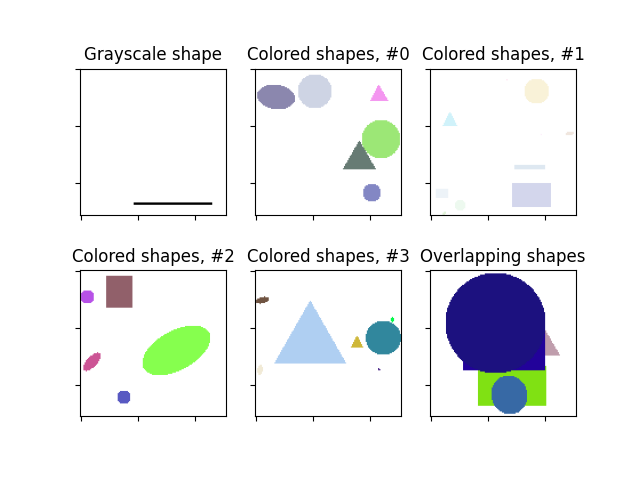 Grayscale shape
Colored shapes, #0
Colored shapes, #1
Colored shapes, #2
Colored shapes, #3
Overlapping shapes